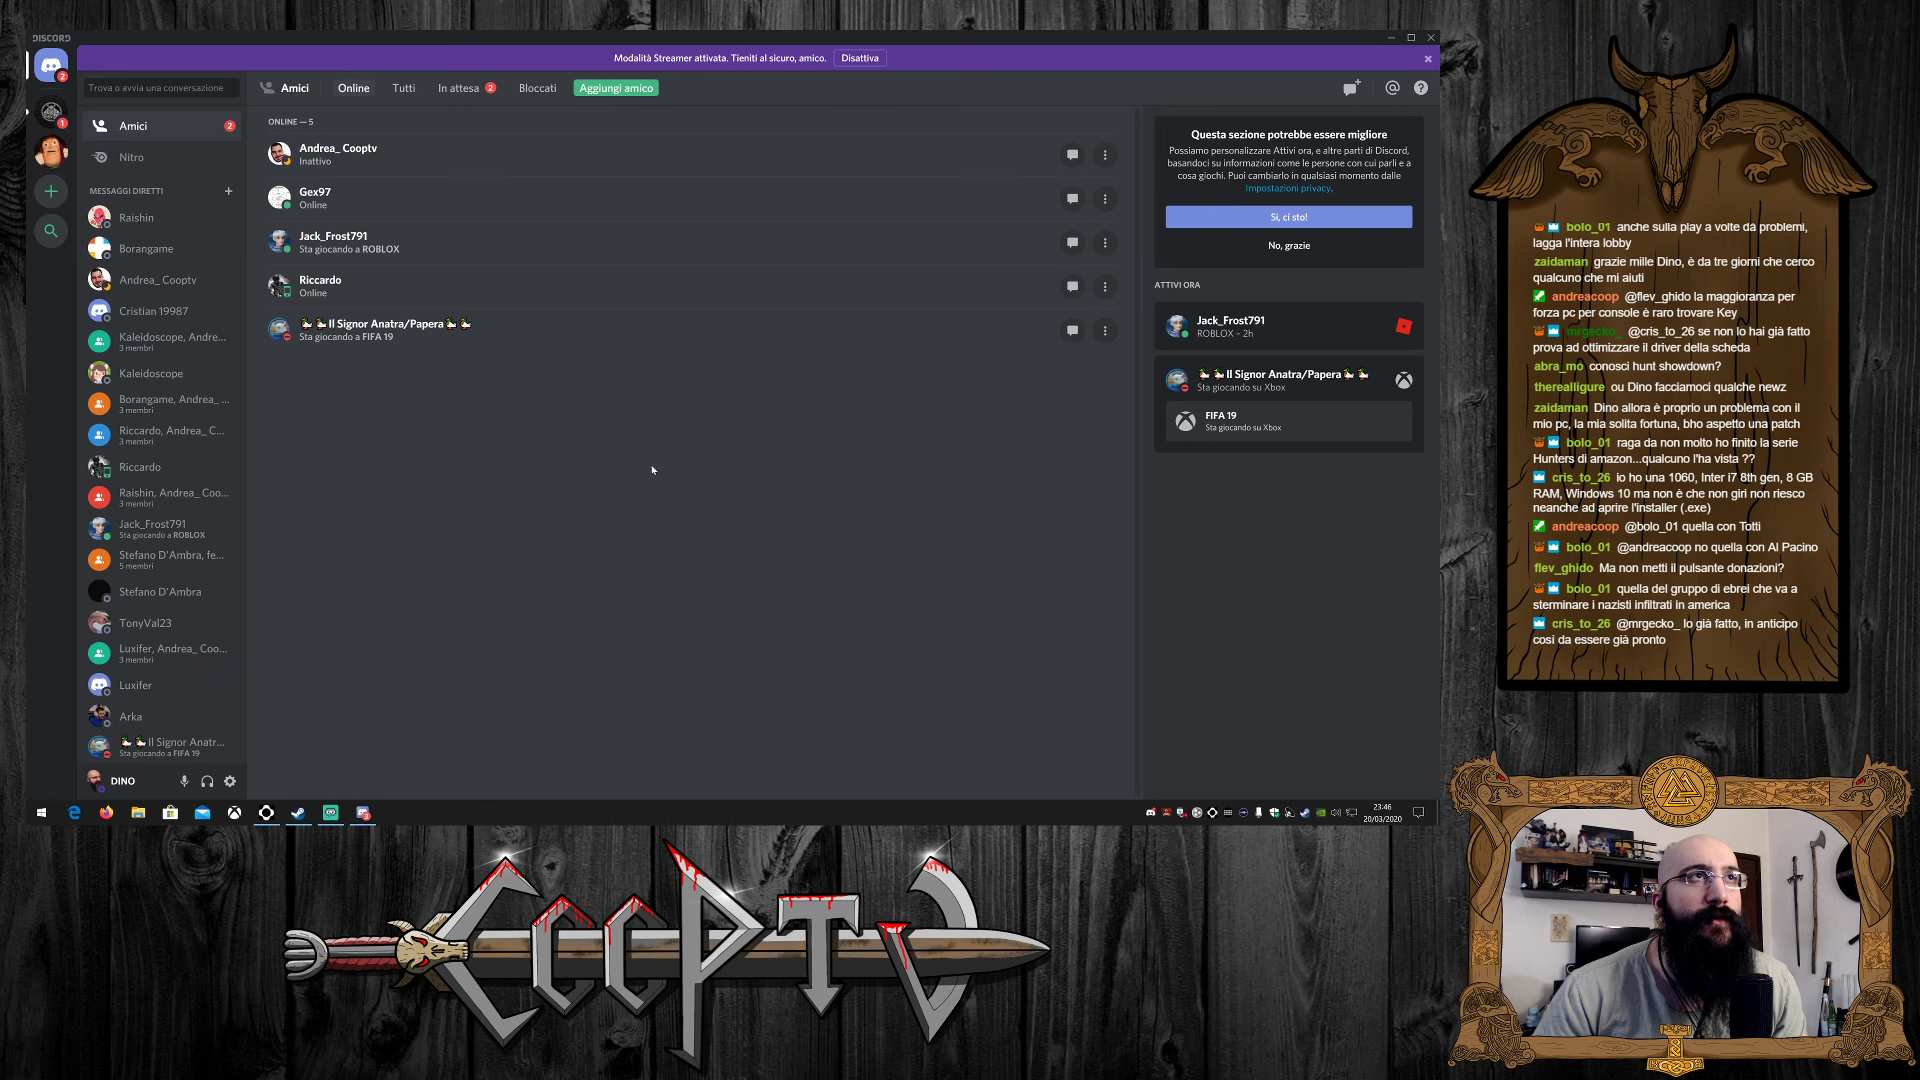 DISCORD
Modalità Streamer attivata. Tieniti al sicuro, amico. Disattiva
Trova o avvia una conversazione
Amici Online Tutti In attesa 2 Bloccati Aggiungi amico
2
1
Amici 2
Nitro
MESSAGGI DIRETTI
Raishin
Borangame
Andrea_ Cooptv
Cristian 19987
Kaleidoscope, Andre...
3 membri
Kaleidoscope
Borangame, Andrea_ ...
3 membri
Riccardo, Andrea_ C...
3 membri
Riccardo
Raishin, Andrea_ Coo...
3 membri
Jack_Frost791
Sta giocando a ROBLOX
Stefano D'Ambra, fe...
5 membri
Stefano D'Ambra
TonyVal23
Luxifer, Andrea_ Coo...
3 membri
Luxifer
Arka
Il Signor Anatr...
Sta giocando a FIFA 19
DINO
ONLINE — 5
Andrea_ Cooptv
Inattivo
Gex97
Online
Jack_Frost791
Sta giocando a ROBLOX
Riccardo
Online
Il Signor Anatra/Papera
Sta giocando a FIFA 19
Questa sezione potrebbe essere migliore
Possiamo personalizzare Attivi ora, e altre parti di Discord,
basandoci su informazioni come le persone con cui parli e a
cosa giochi. Puoi cambiarlo in qualsiasi momento dalle
Impostazioni privacy.
Sì, ci sto!
No, grazie
ATTIVI ORA
Jack_Frost791
ROBLOX – 2h
Il Signor Anatra/Papera
Sta giocando su Xbox
FIFA 19
Sta giocando su Xbox
23:46
20/03/2020
bolo_01 anche sulla play a volte dà problemi,
lagga l'intera lobby
zaidaman grazie mille Dino, è da tre giorni che cerco
qualcuno che mi aiuti
andreacoop @flev_ghido la maggioranza per
forza pc per console è raro trovare Key
mrgecko_ @cris_to_26 se non lo hai già fatto
prova ad ottimizzare il driver della scheda
abra_mo conosci hunt showdown?
therealligure ou Dino facciamoci qualche newz
zaidaman Dino allora è proprio un problema con il
mio pc, la mia solita fortuna, bho aspetto una patch
bolo_01 raga da non molto ho finito la serie
Hunters di amazon...qualcuno l'ha vista ??
cris_to_26 io ho una 1060, Inter i7 8th gen, 8 GB
RAM, Windows 10 ma non è che non giri non riesco
neanche ad aprire l'installer (.exe)
andreacoop @bolo_01 quella con Totti
bolo_01 @andreacoop no quella con Al Pacino
flev_ghido Ma non metti il pulsante donazioni?
bolo_01 quella del gruppo di ebrei che va a
sterminare i nazisti infiltrati in america
cris_to_26 @mrgecko_ lo già fatto, in anticipo
così da essere già pronto
CooPTV